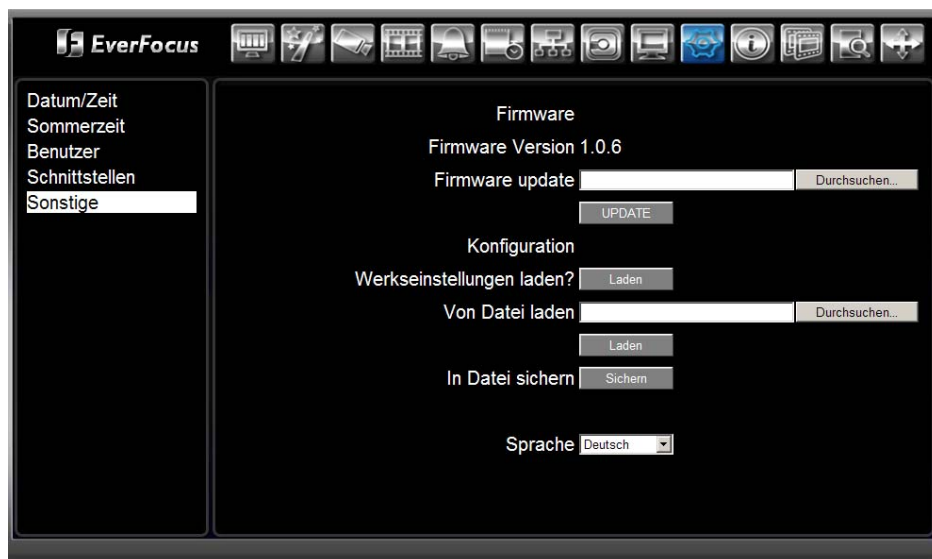 EverFocus
Datum/Zeit
Sommerzeit
Benutzer
Schnittstellen
Sonstige
Firmware
Firmware Version 1.0.6
Firmware update Durchsuchen...
UPDATE
Konfiguration
Werkseinstellungen laden? Laden
Von Datei laden Durchsuchen...
Laden
In Datei sichern Sichern
Sprache Deutsch